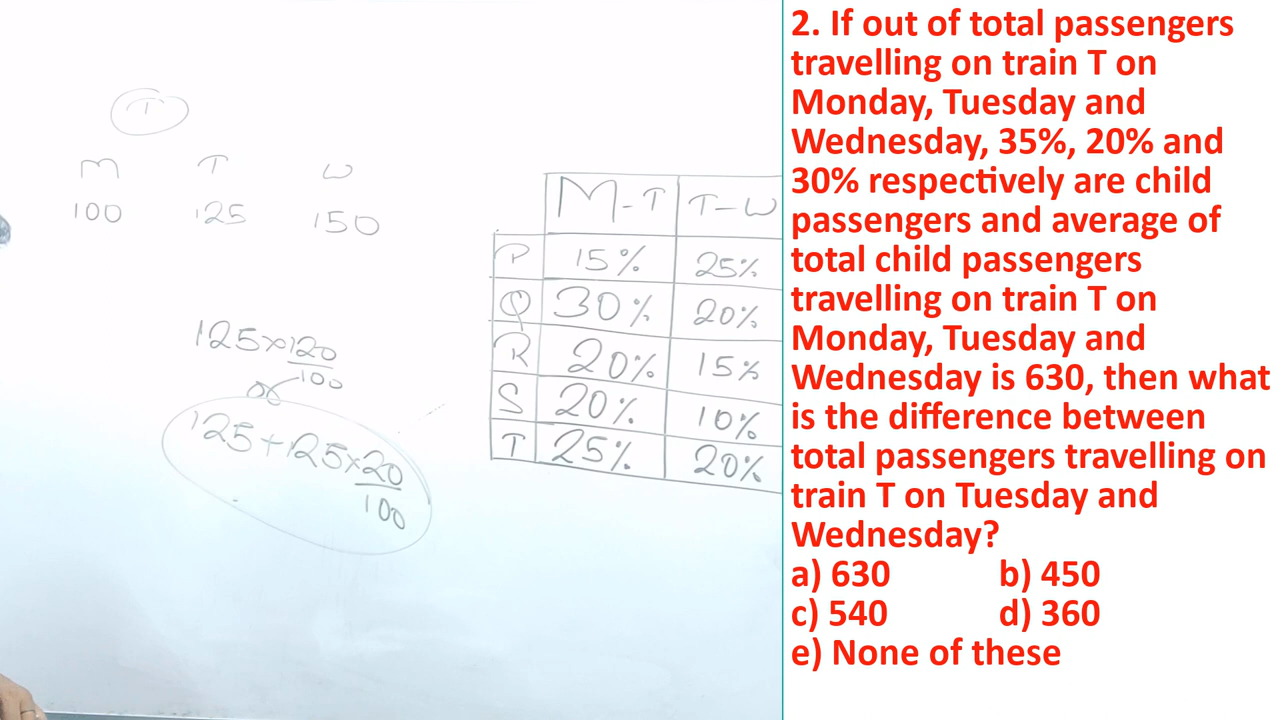 T
M T W
100 125 150
125×120/100
or
125+125×20/100
M-T T-W
P 15% 25%
Q 30% 20%
R 20% 15%
S 20% 10%
T 25% 20%
2. If out of total passengers
travelling on train T on
Monday, Tuesday and
Wednesday, 35%, 20% and
30% respectively are child
passengers and average of
total child passengers
travelling on train T on
Monday, Tuesday and
Wednesday is 630, then what
is the difference between
total passengers travelling on
train T on Tuesday and
Wednesday?
a) 630 b) 450
c) 540 d) 360
e) None of these